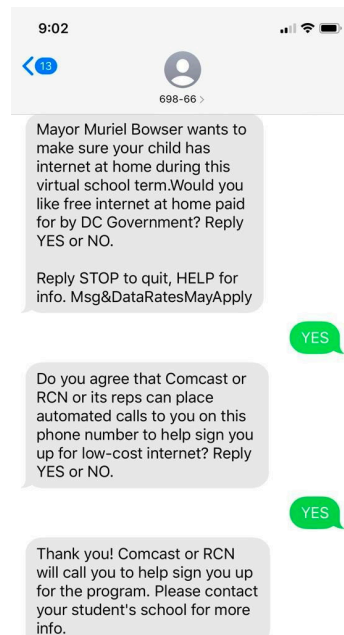 9:02
13
698-66 >
Mayor Muriel Bowser wants to
make sure your child has
internet at home during this
virtual school term.Would you
like free internet at home paid
for by DC Government? Reply
YES or NO.
Reply STOP to quit, HELP for
info. Msg&DataRatesMayApply
YES
Do you agree that Comcast or
RCN or its reps can place
automated calls to you on this
phone number to help sign you
up for low-cost internet? Reply
YES or NO.
YES
Thank you! Comcast or RCN
will call you to help sign you up
for the program. Please contact
your student's school for more
info.